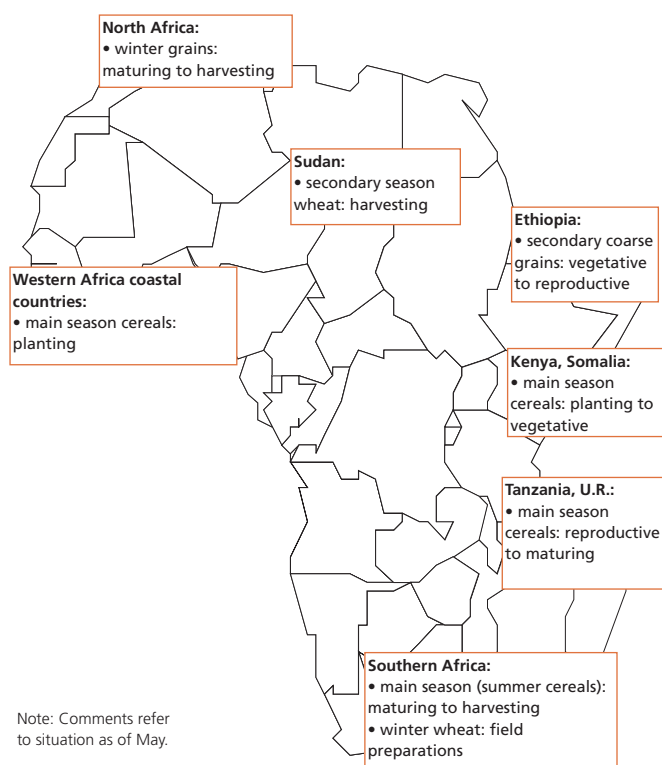 North Africa:
• winter grains:
maturing to harvesting
Sudan:
• secondary season
wheat: harvesting
Ethiopia:
• secondary coarse
grains: vegetative
to reproductive
Western Africa coastal
countries:
• main season cereals:
planting
Kenya, Somalia:
• main season
cereals: planting to
vegetative
Tanzania, U.R.:
• main season
cereals: reproductive
to maturing
Southern Africa:
• main season (summer cereals):
maturing to harvesting
• winter wheat: field
preparations
Note: Comments refer
to situation as of May.